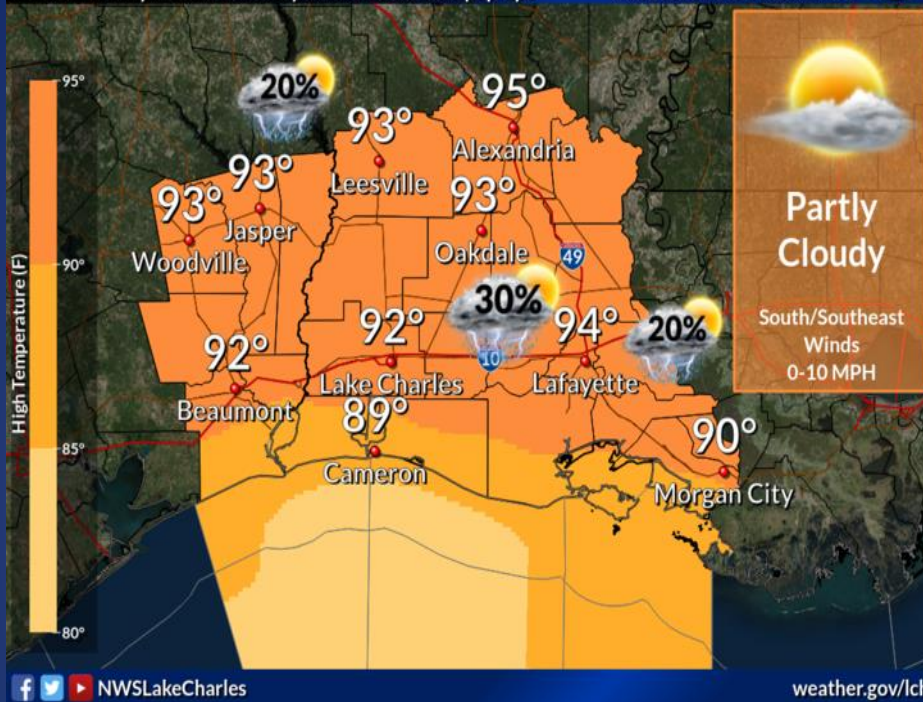 95°
90°
85°
80°
High Temperature (F)
20%
95°
Alexandria
93°
Leesville
93°
Jasper
93°
Woodville
93°
Oakdale
49
30%
10
20%
92°
Beaumont
92°
Lake Charles
94°
Lafayette
89°
Cameron
90°
Morgan City
Partly
Cloudy
South/Southeast
Winds
0-10 MPH
NWSLakeCharles
weather.gov/lch